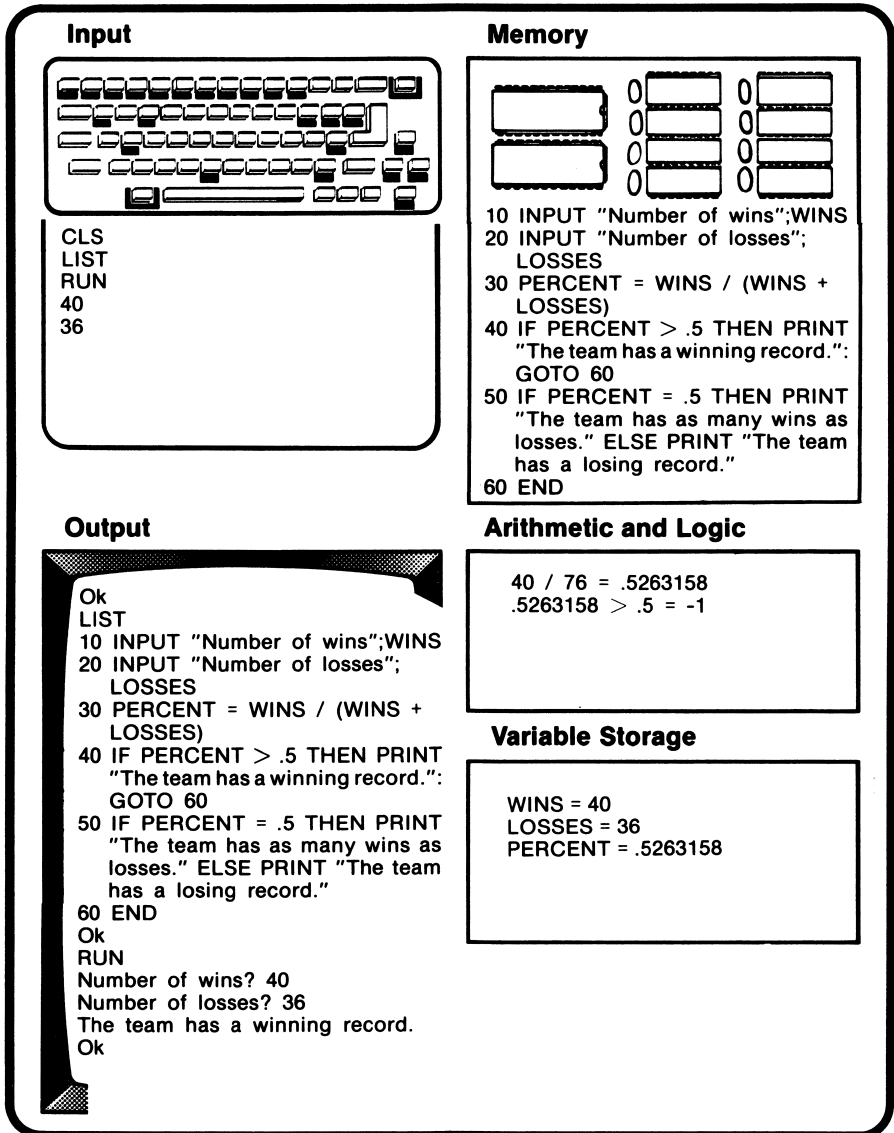 Input
CLS
LIST
RUN
40
36
Memory
10 INPUT "Number of wins";WINS
20 INPUT "Number of losses";
LOSSES
30 PERCENT = WINS / (WINS +
LOSSES)
40 IF PERCENT > .5 THEN PRINT
"The team has a winning record.":
GOTO 60
50 IF PERCENT = .5 THEN PRINT
"The team has as many wins as
losses." ELSE PRINT "The team
has a losing record."
60 END
Output
Ok
LIST
10 INPUT "Number of wins";WINS
20 INPUT "Number of losses";
LOSSES
30 PERCENT = WINS / (WINS +
LOSSES)
40 IF PERCENT > .5 THEN PRINT
"The team has a winning record.":
GOTO 60
50 IF PERCENT = .5 THEN PRINT
"The team has as many wins as
losses." ELSE PRINT "The team
has a losing record."
60 END
Ok
RUN
Number of wins? 40
Number of losses? 36
The team has a winning record.
Ok
Arithmetic and Logic
40 / 76 = .5263158
.5263158 > .5 = -1
Variable Storage
WINS = 40
LOSSES = 36
PERCENT = .5263158